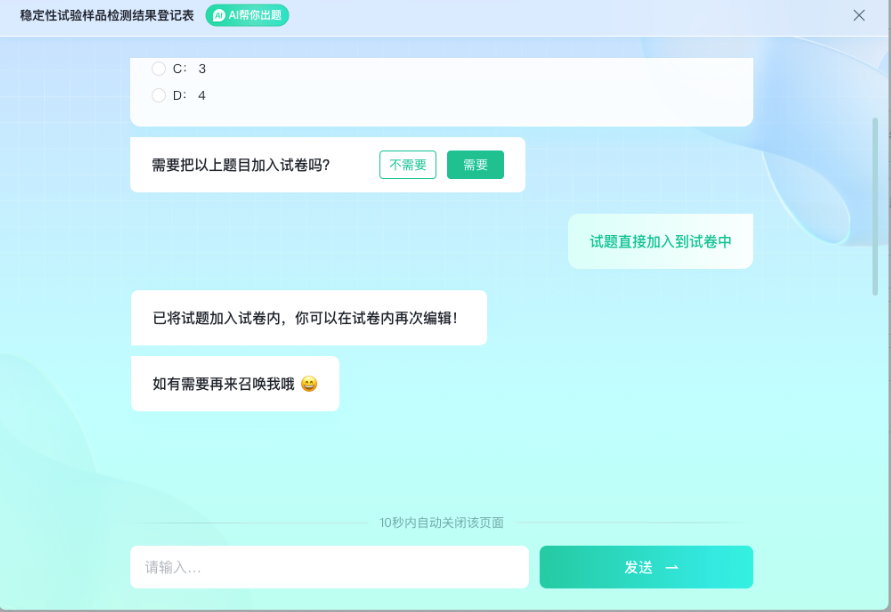 稳定性试验样品检测结果登记表 AI AI帮你出题
C： 3
D： 4
需要把以上题目加入试卷吗？ 不需要 需要
试题直接加入到试卷中
已将试题加入试卷内，你可以在试卷内再次编辑！
如有需要再来召唤我哦 😄
10秒内自动关闭该页面
请输入... 发送